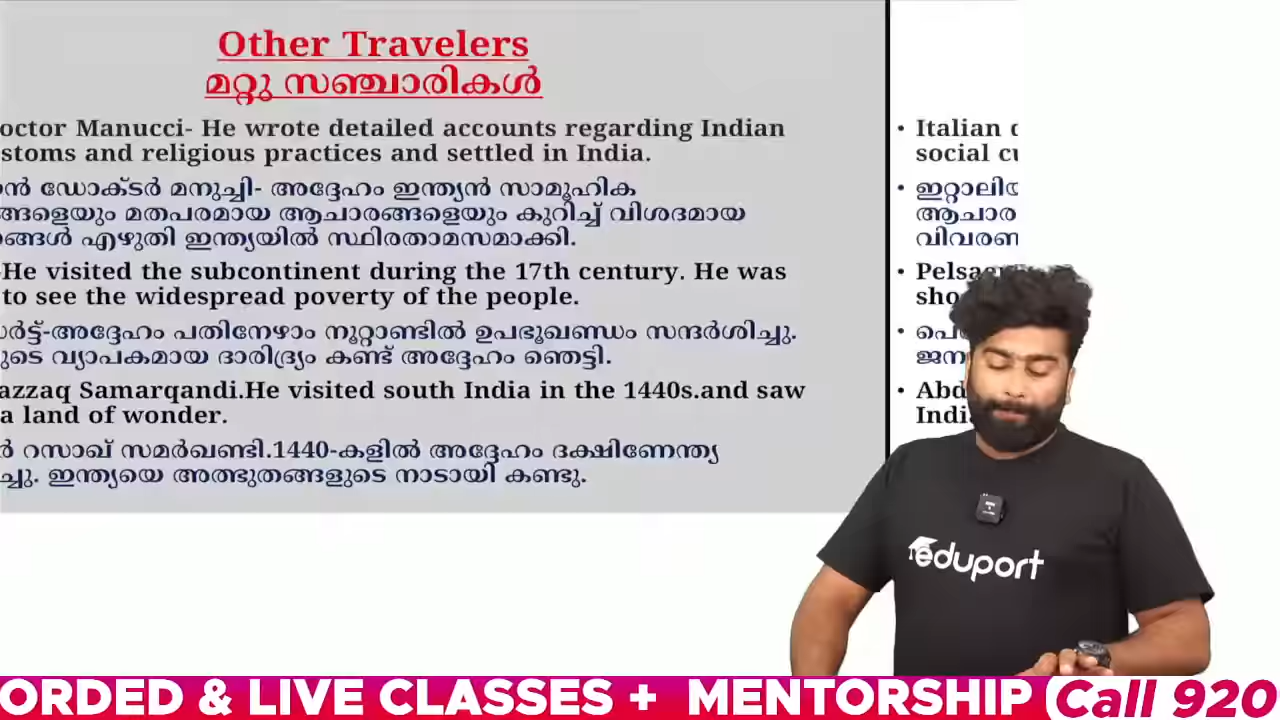 Other Travelers
മറ്റു സഞ്ചാരികൾ
octor Manucci- He wrote detailed accounts regarding Indian
stoms and religious practices and settled in India.
ൻ ഡോക്ടർ മനുച്ചി- അദ്ദേഹം ഇന്ത്യൻ സാമൂഹിക
ങ്ങളെയും മതപരമായ ആചാരങ്ങളെയും കുറിച്ച് വിശദമായ
ങ്ങൾ എഴുതി ഇന്ത്യയിൽ സ്ഥിരതാമസമാക്കി.
He visited the subcontinent during the 17th century. He was
to see the widespread poverty of the people.
ർട്ട്-അദ്ദേഹം പതിനേഴാം നൂറ്റാണ്ടിൽ ഉപഭൂഖണ്ഡം സന്ദർശിച്ചു.
ുടെ വ്യാപകമായ ദാരിദ്ര്യം കണ്ട് അദ്ദേഹം ഞെട്ടി.
azzaq Samarqandi.He visited south India in the 1440s.and saw
a land of wonder.
ർ റസാഖ് സമർഖണ്ടി.1440-കളിൽ അദ്ദേഹം ദക്ഷിണേന്ത്യ
ച്ചു. ഇന്ത്യയെ അത്ഭുതങ്ങളുടെ നാടായി കണ്ടു.
• Italian
social cu
• ഇറ്റാലിയ
ആചാര
വിവരണ
• Pelsae
sho
• പെ
ജന
• Abd
Indi
eduport
ORDED & LIVE CLASSES + MENTORSHIP Call 920